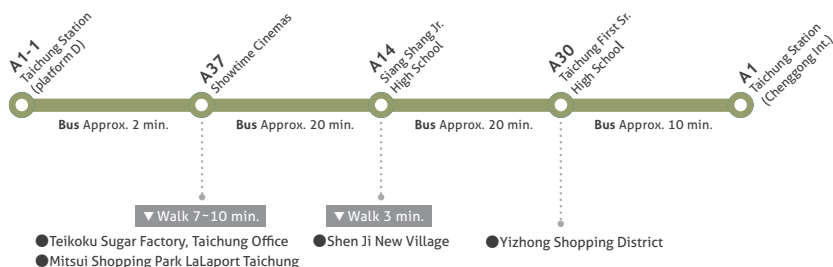 A1-1
Taichung Station
(platform D)
A37
Showtime Cinemas
A14
Siang Shang Jr.
High School
A30
Taichung First Sr.
High School
A1
Taichung Station
(Chenggong Int.)
Bus Approx. 2 min.
Bus Approx. 20 min.
Bus Approx. 20 min.
Bus Approx. 10 min.
▼Walk 7~10 min.
▼Walk 3 min.
●Teikoku Sugar Factory, Taichung Office
●Mitsui Shopping Park LaLaport Taichung
●Shen Ji New Village
●Yizhong Shopping District